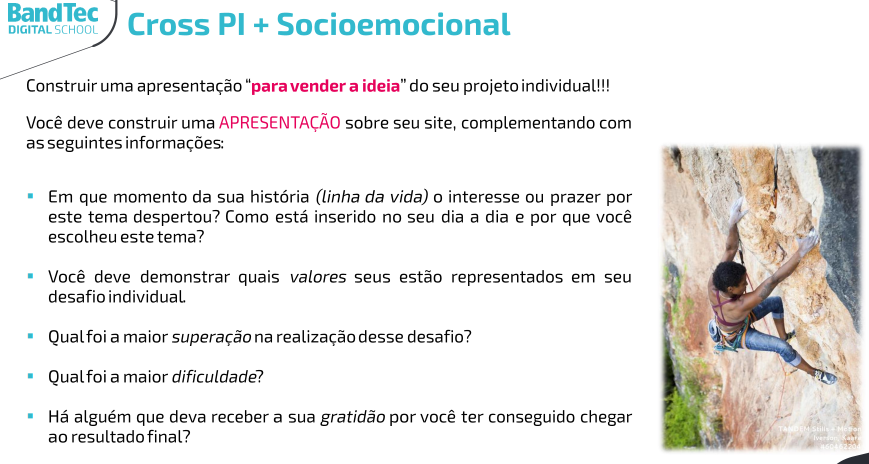 BandTec
DIGITAL SCHOOL
Cross PI + Socioemocional
Construir uma apresentação “para vender a ideia” do seu projeto individual!!!
Você deve construir uma APRESENTAÇÃO sobre seu site, complementando com
as seguintes informações:
▪ Em que momento da sua história (linha da vida) o interesse ou prazer por
este tema despertou? Como está inserido no seu dia a dia e por que você
escolheu este tema?
▪ Você deve demonstrar quais valores seus estão representados em seu
desafio individual.
▪ Qual foi a maior superação na realização desse desafio?
▪ Qual foi a maior dificuldade?
▪ Há alguém que deva receber a sua gratidão por você ter conseguido chegar
ao resultado final?